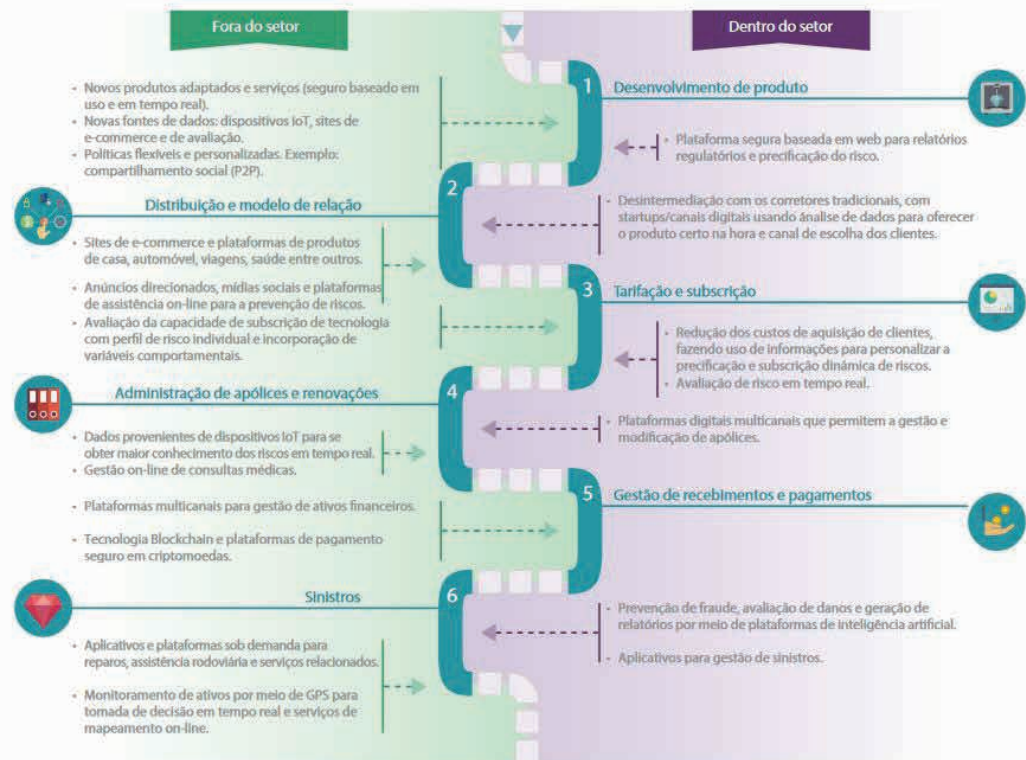 Fora do setor
Dentro do setor
1
Desenvolvimento de produto
• Novos produtos adaptados e serviços (seguro baseado em
uso e em tempo real).
• Novas fontes de dados: dispositivos IoT, sites de
e-commerce e de avaliação.
• Políticas flexíveis e personalizadas. Exemplo:
compartilhamento social (P2P).
• Plataforma segura baseada em web para relatórios
regulatórios e precificação do risco.
2
Distribuição e modelo de relação
• Sites de e-commerce e plataformas de produtos
de casa, automóvel, viagens, saúde entre outros.
• Anúncios direcionados, mídias sociais e plataformas
de assistência on-line para a prevenção de riscos.
• Desintermediação com os corretores tradicionais, com
startups/canais digitais usando ánalise de dados para oferecer
o produto certo na hora e canal de escolha dos clientes.
3
Tarifação e subscrição
• Avaliação da capacidade de subscrição de tecnologia
com perfil de risco individual e incorporação de
variáveis comportamentais.
• Redução dos custos de aquisição de clientes,
fazendo uso de informações para personalizar a
precificação e subscrição dinámica de riscos.
• Avaliação de risco em tempo real.
4
Administração de apólices e renovações
• Dados provenientes de dispositivos IoT para se
obter maior conhecimento dos riscos em tempo real.
• Gestão on-line de consultas médicas.
• Plataformas digitais multicanais que permitem a gestão e
modificação de apólices.
5
Gestão de recebimentos e pagamentos
• Plataformas multicanais para gestão de ativos financeiros.
• Tecnologia Blockchain e plataformas de pagamento
seguro em criptomoedas.
6
Sinistros
• Aplicativos e plataformas sob demanda para
reparos, assistência rodoviária e serviços relacionados.
• Monitoramento de ativos por meio de GPS para
tomada de decisão em tempo real e serviços de
mapeamento on-line.
• Prevenção de fraude, avaliação de danos e geração de
relatórios por meio de plataformas de inteligência artificial.
• Aplicativos para gestão de sinistros.